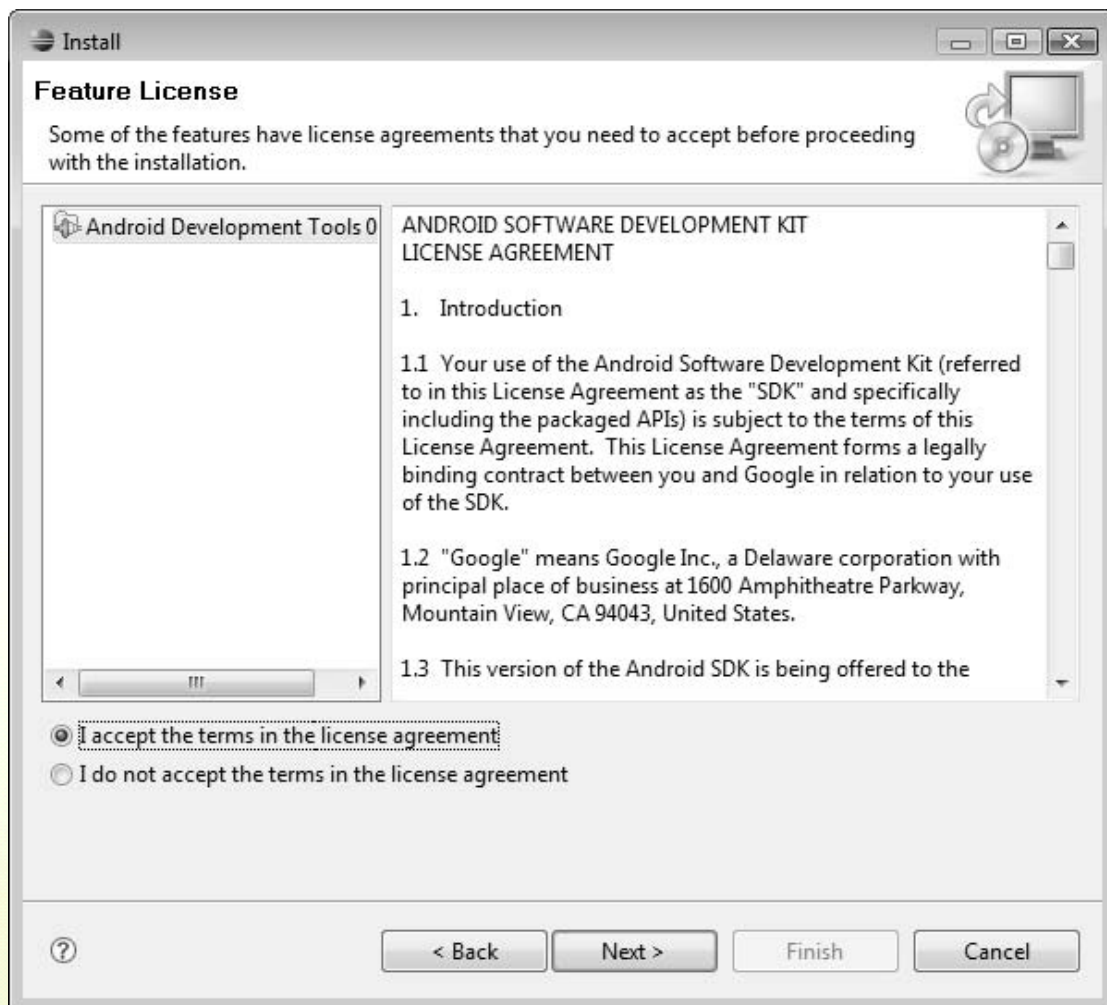 Install
Feature License
Some of the features have license agreements that you need to accept before proceeding
with the installation.
Android Development Tools 0
ANDROID SOFTWARE DEVELOPMENT KIT
LICENSE AGREEMENT
1. Introduction
1.1 Your use of the Android Software Development Kit (referred
to in this License Agreement as the "SDK" and specifically
including the packaged APIs) is subject to the terms of this
License Agreement. This License Agreement forms a legally
binding contract between you and Google in relation to your use
of the SDK.
1.2 "Google" means Google Inc., a Delaware corporation with
principal place of business at 1600 Amphitheatre Parkway,
Mountain View, CA 94043, United States.
1.3 This version of the Android SDK is being offered to the
I accept the terms in the license agreement
I do not accept the terms in the license agreement
?
< Back
Next >
Finish
Cancel